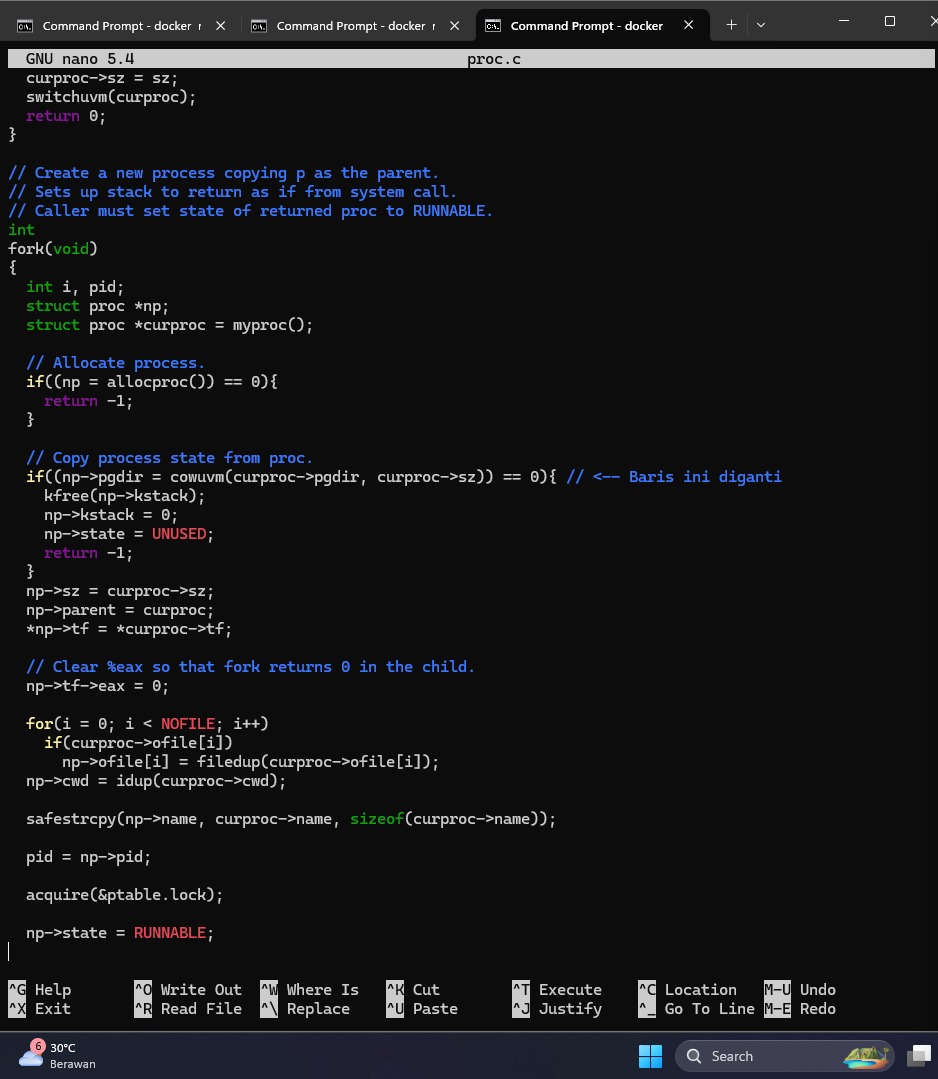 Command Prompt - docker r
Command Prompt - docker r
Command Prompt - docker
GNU nano 5.4 proc.c
  curproc->sz = sz;
  switchuvm(curproc);
  return 0;
}

// Create a new process copying p as the parent.
// Sets up stack to return as if from system call.
// Caller must set state of returned proc to RUNNABLE.
int
fork(void)
{
  int i, pid;
  struct proc *np;
  struct proc *curproc = myproc();

  // Allocate process.
  if((np = allocproc()) == 0){
    return -1;
  }

  // Copy process state from proc.
  if((np->pgdir = cowuvm(curproc->pgdir, curproc->sz)) == 0){ // <-- Baris ini diganti
    kfree(np->kstack);
    np->kstack = 0;
    np->state = UNUSED;
    return -1;
  }
  np->sz = curproc->sz;
  np->parent = curproc;
  *np->tf = *curproc->tf;

  // Clear %eax so that fork returns 0 in the child.
  np->tf->eax = 0;

  for(i = 0; i < NOFILE; i++)
    if(curproc->ofile[i])
      np->ofile[i] = filedup(curproc->ofile[i]);
  np->cwd = idup(curproc->cwd);

  safestrcpy(np->name, curproc->name, sizeof(curproc->name));

  pid = np->pid;

  acquire(&ptable.lock);

  np->state = RUNNABLE;

^G Help ^O Write Out ^W Where Is ^K Cut ^T Execute ^C Location M-U Undo
^X Exit ^R Read File ^\ Replace ^U Paste ^J Justify ^_ Go To Line M-E Redo
6
30°C
Berawan
Search